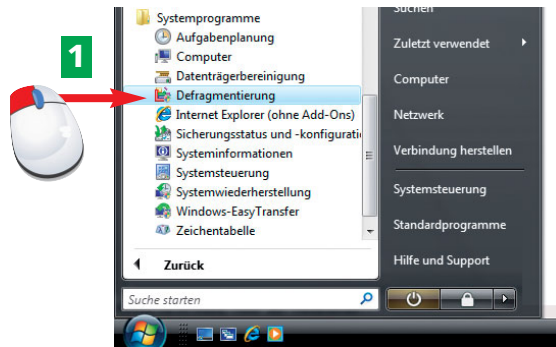 1
Systemprogramme
Aufgabenplanung
Computer
Datenträgerbereinigung
Defragmentierung
Internet Explorer (ohne Add-Ons)
Sicherungsstatus und -konfigurati
Systeminformationen
Systemsteuerung
Systemwiederherstellung
Windows-EasyTransfer
Zeichentabelle
Zurück
Suche starten
Suchen
Zuletzt verwendet
Computer
Netzwerk
Verbindung herstellen
Systemsteuerung
Standardprogramme
Hilfe und Support